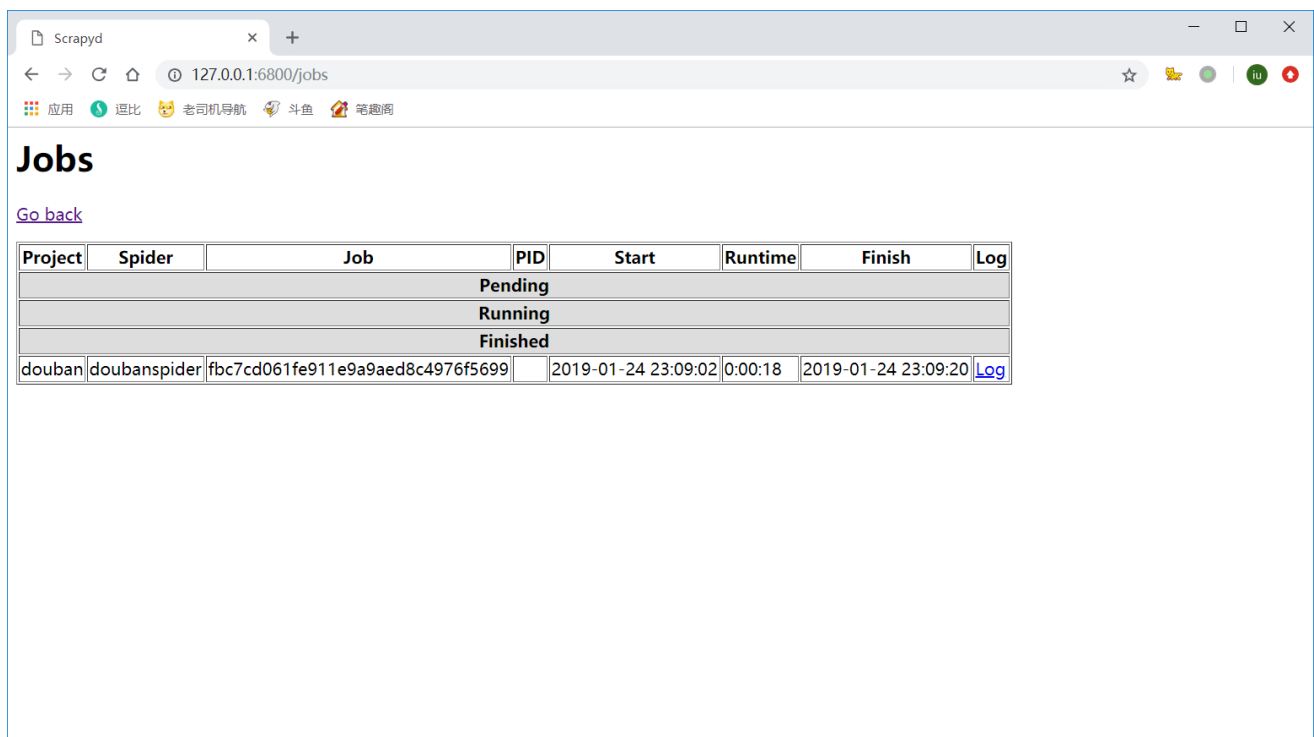 Scrapyd
127.0.0.1:6800/jobs
iu
应用 逗比 老司机导航 斗鱼 笔趣阁
Jobs
Go back
Project Spider Job PID Start Runtime Finish Log
Pending
Running
Finished
douban doubanspider fbc7cd061fe911e9a9aed8c4976f5699 2019-01-24 23:09:02 0:00:18 2019-01-24 23:09:20 Log